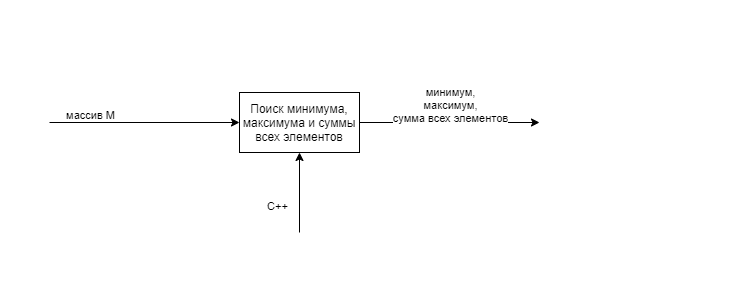 минимум,
максимум,
сумма всех элементов
массив M
Поиск минимума,
максимума и суммы
всех элементов
C++